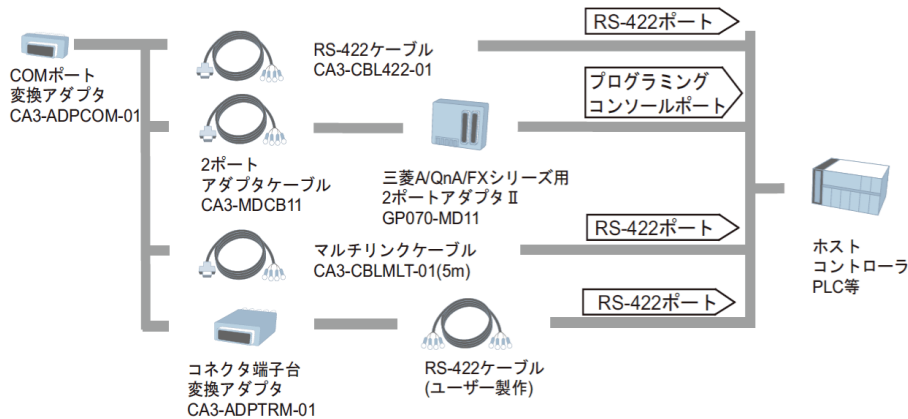 COMポート
変換アダプタ
CA3-ADPCOM-01
RS-422ケーブル
CA3-CBL422-01
RS-422ポート
2ポート
アダプタケーブル
CA3-MDCB11
三菱A/QnA/FXシリーズ用
2ポートアダプタⅡ
GP070-MD11
プログラミング
コンソールポート
マルチリンクケーブル
CA3-CBLMLT-01(5m)
RS-422ポート
コネクタ端子台
変換アダプタ
CA3-ADPTRM-01
RS-422ケーブル
(ユーザー製作)
RS-422ポート
ホスト
コントローラ
PLC等